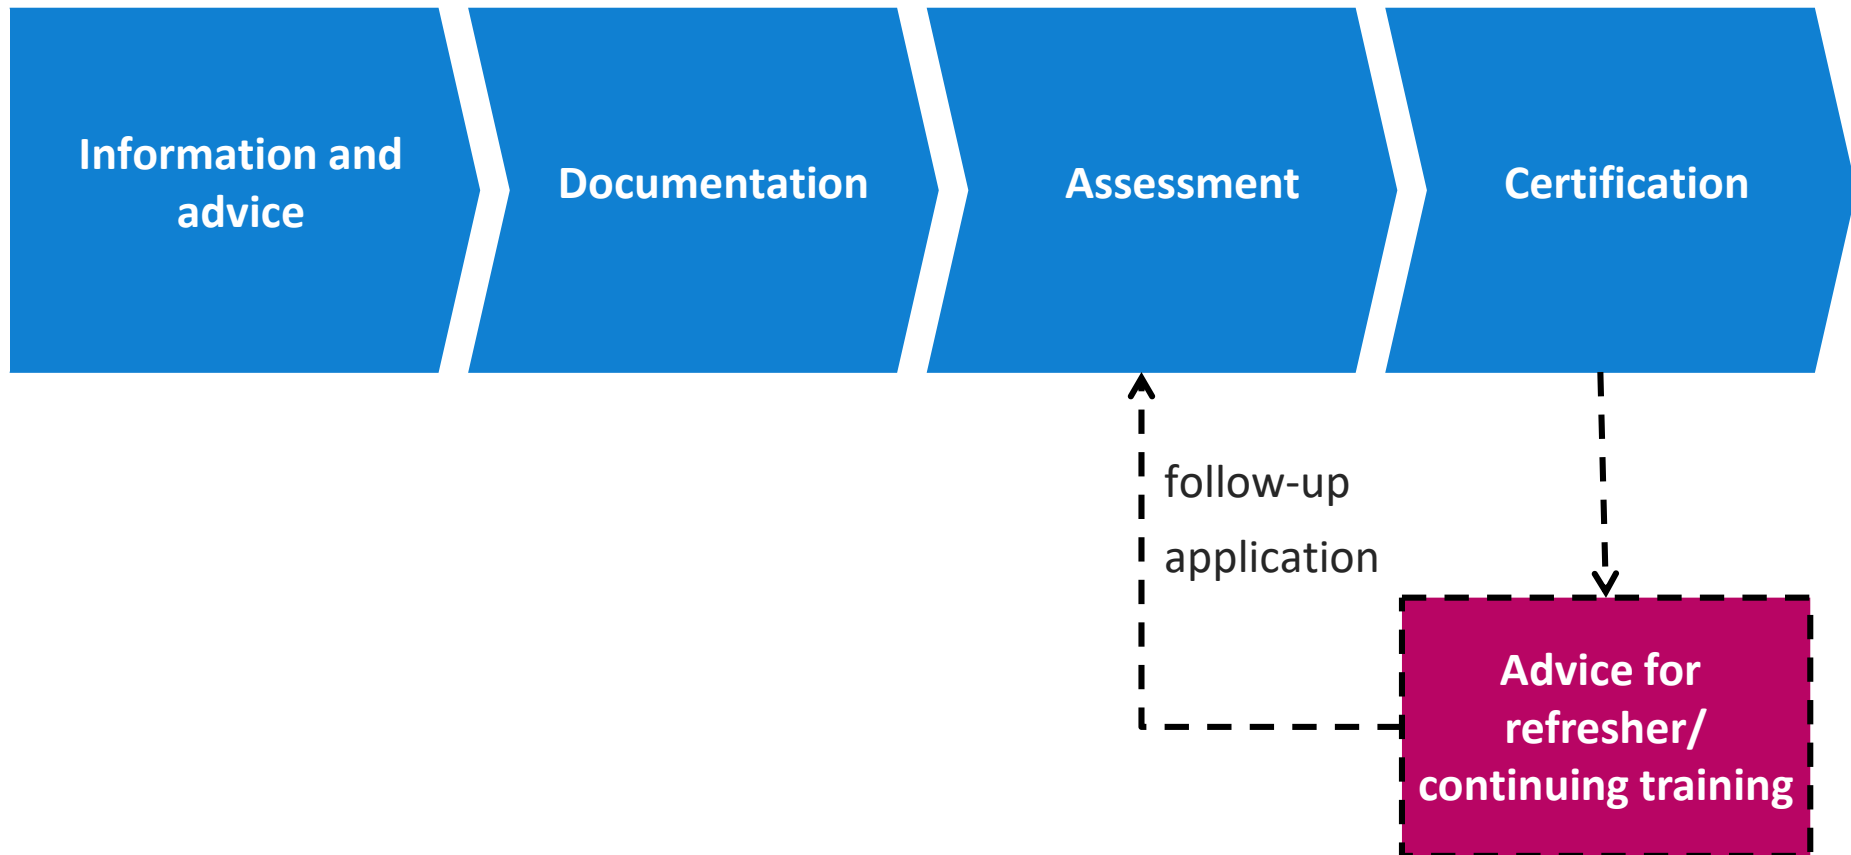 Information and
advice
Documentation
Assessment
Certification
follow-up
application
Advice for
refresher/
continuing training